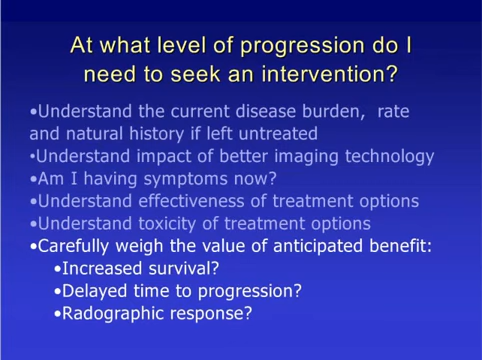 At what level of progression do I
need to seek an intervention?
•Understand the current disease burden, rate
and natural history if left untreated
•Understand impact of better imaging technology
•Am I having symptoms now?
•Understand effectiveness of treatment options
•Understand toxicity of treatment options
•Carefully weigh the value of anticipated benefit:
•Increased survival?
•Delayed time to progression?
•Radographic response?